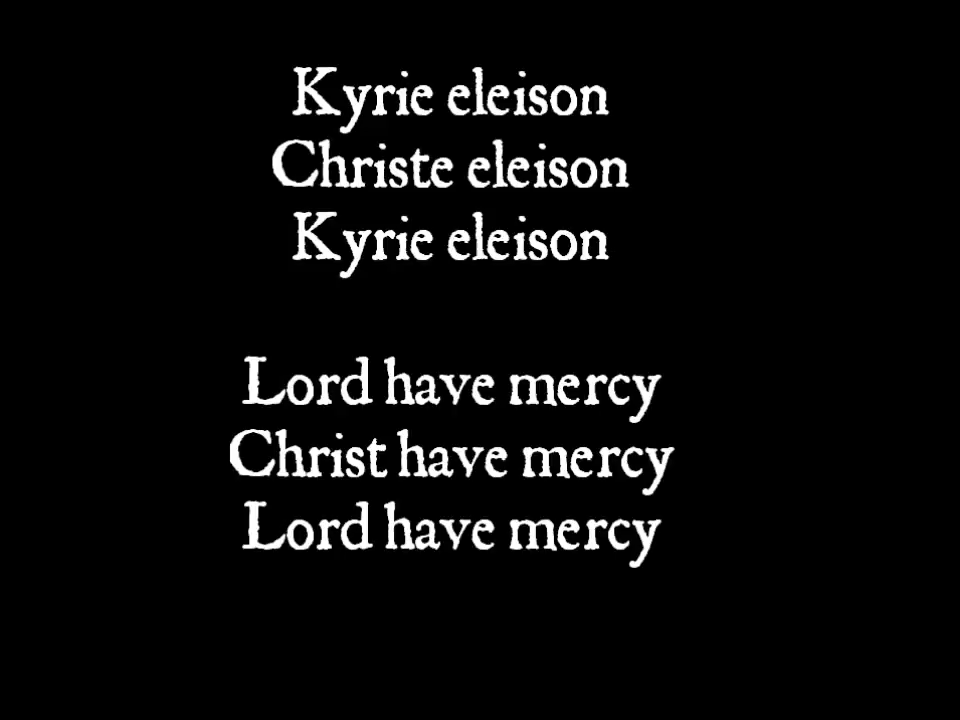 Kyrie eleison
Christe eleison
Kyrie eleison
Lord have mercy
Christ have mercy
Lord have mercy